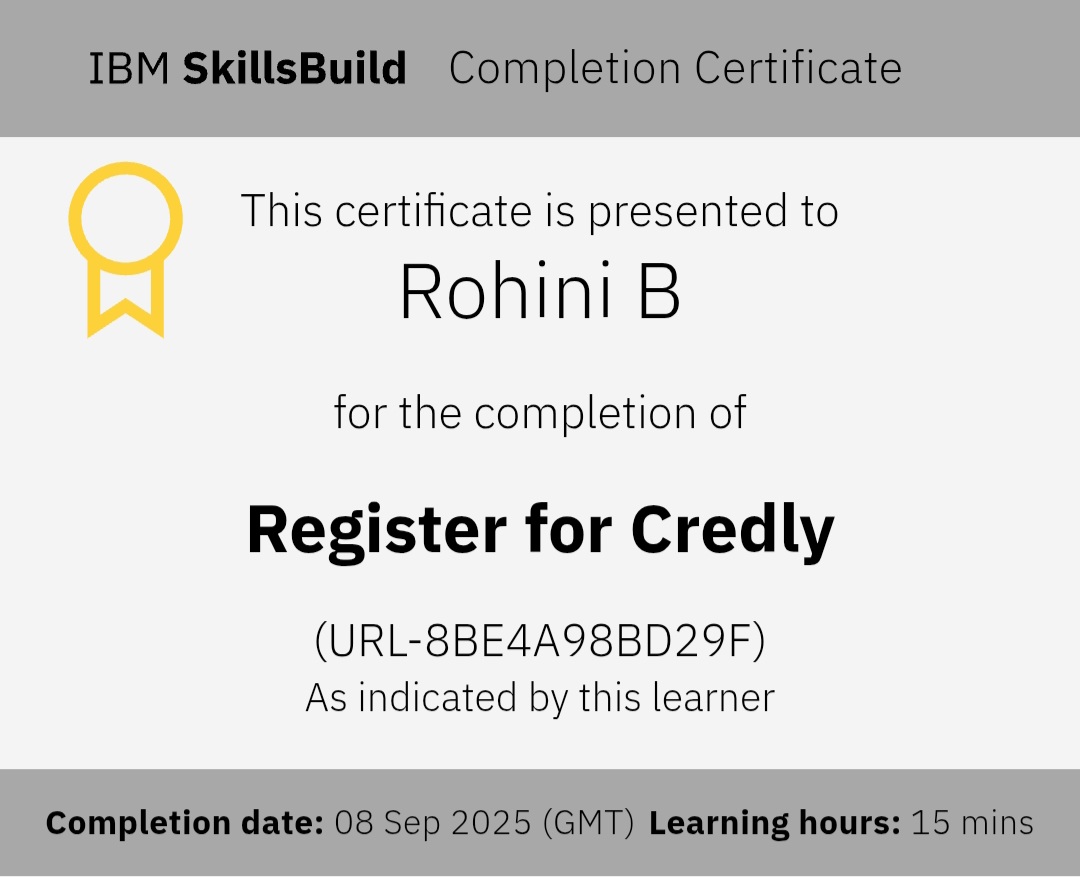 IBM SkillsBuild Completion Certificate
This certificate is presented to
Rohini B
for the completion of
Register for Credly
(URL-8BE4A98BD29F)
As indicated by this learner
Completion date: 08 Sep 2025 (GMT) Learning hours: 15 mins